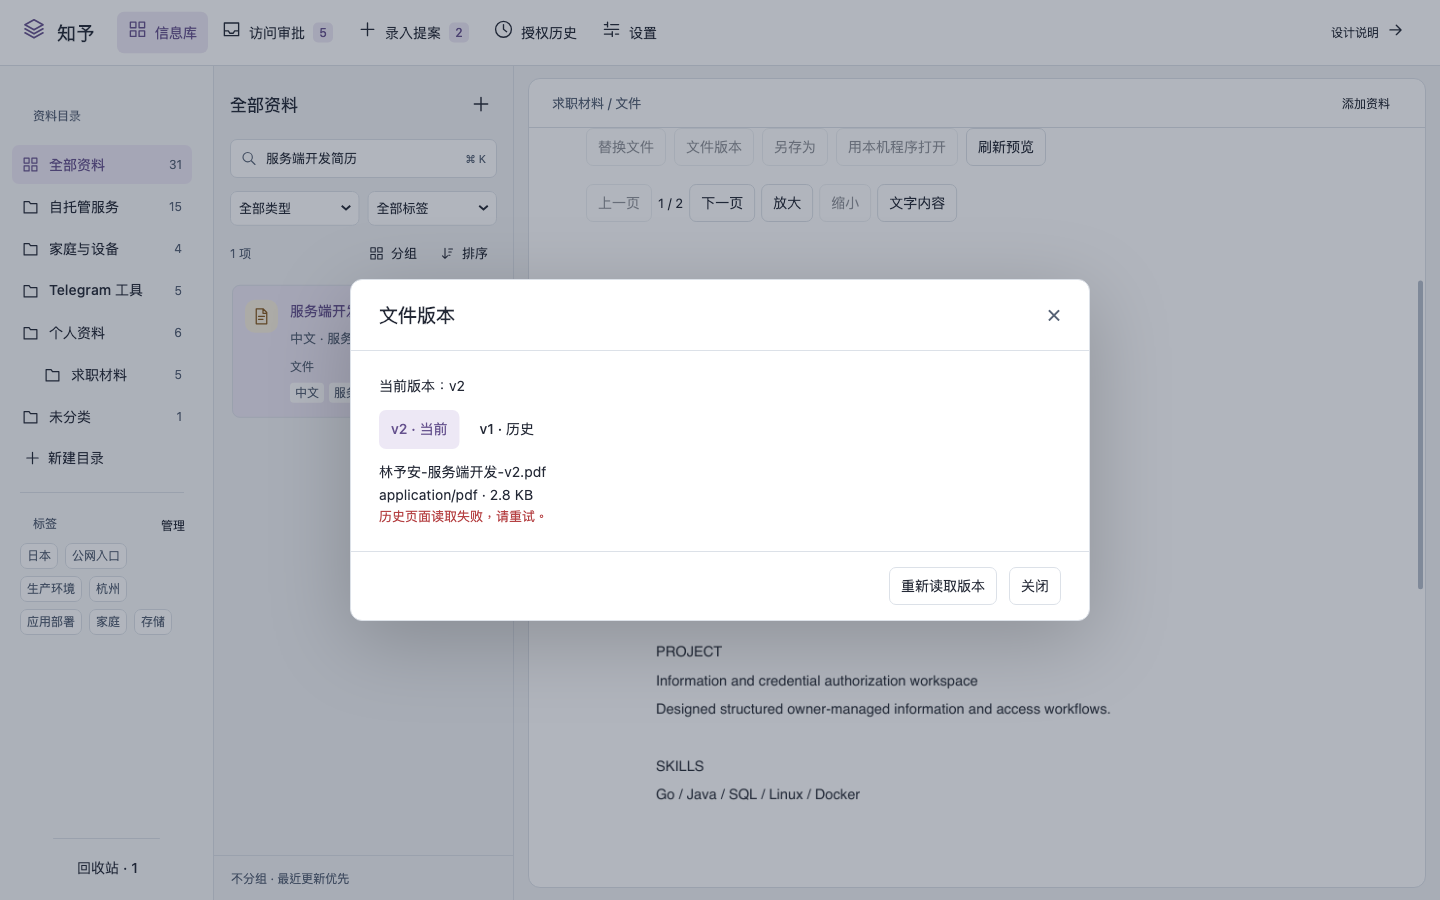 知予
信息库
访问审批 5
录入提案 2
授权历史
设置
设计说明
资料目录
全部资料 31
自托管服务 15
家庭与设备 4
Telegram 工具 5
个人资料 6
求职材料 5
未分类 1
新建目录
标签 管理
日本 公网入口
生产环境 杭州
应用部署 家庭 存储
回收站 · 1
全部资料
服务端开发简历 ⌘ K
全部类型 全部标签
1 项 分组 排序
服务端开发
中文 · 服务
文件
中文 服务
不分组 · 最近更新优先
求职材料 / 文件 添加资料
替换文件 文件版本 另存为 用本机程序打开 刷新预览
上一页 1 / 2 下一页 放大 缩小 文字内容
文件版本
当前版本：v2
v2 · 当前 v1 · 历史
林予安-服务端开发-v2.pdf
application/pdf · 2.8 KB
历史页面读取失败，请重试。
重新读取版本 关闭
PROJECT
Information and credential authorization workspace
Designed structured owner-managed information and access workflows.
SKILLS
Go / Java / SQL / Linux / Docker